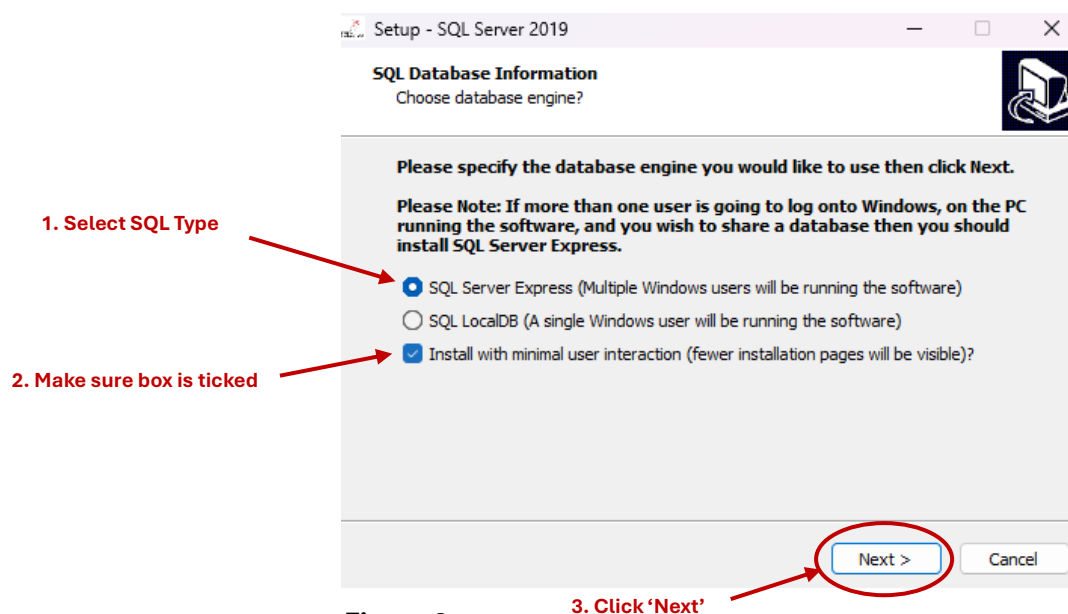 Setup - SQL Server 2019
SQL Database Information
Choose database engine?
Please specify the database engine you would like to use then click Next.
Please Note: If more than one user is going to log onto Windows, on the PC
running the software, and you wish to share a database then you should
install SQL Server Express.
1. Select SQL Type
SQL Server Express (Multiple Windows users will be running the software)
SQL LocalDB (A single Windows user will be running the software)
Install with minimal user interaction (fewer installation pages will be visible)?
2. Make sure box is ticked
Next >
Cancel
3. Click ‘Next’